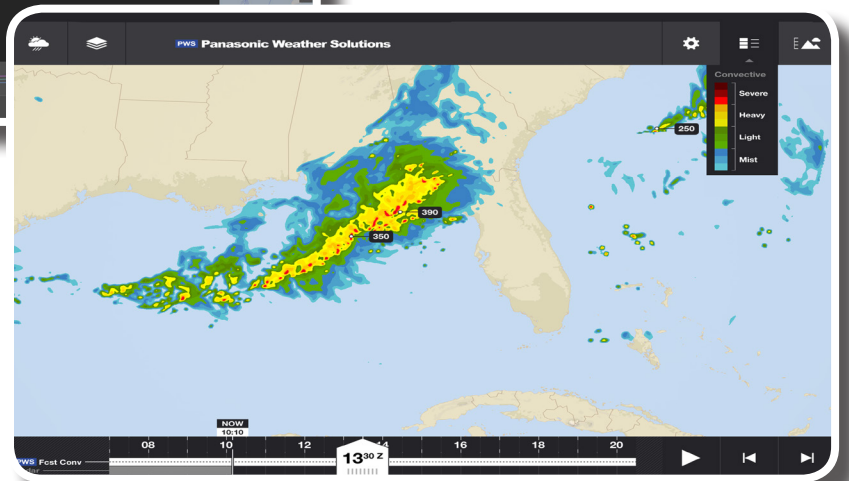 PWS Panasonic Weather Solutions
Convective
Severe
Heavy
Light
Mist
250
390
350
NOW
10:10
08 10 12 14 16 18 20
13 30 Z
PWS Fcst Conv